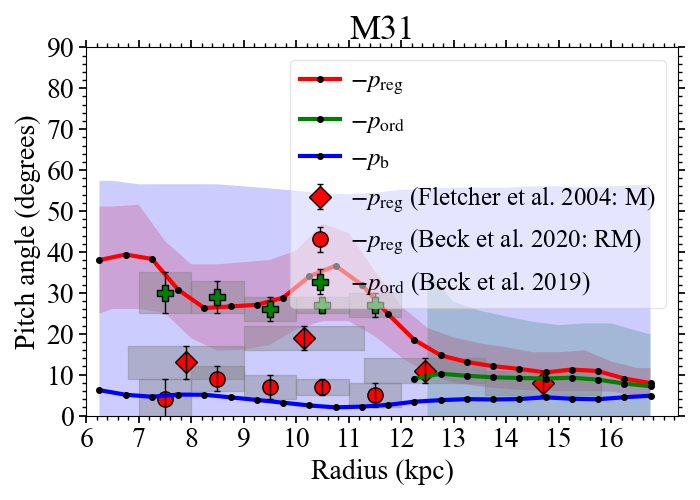 M31
90
80
70
60
50
40
30
20
10
0
Pitch angle (degrees)
−p_reg
−p_ord
−p_b
−p_reg (Fletcher et al. 2004: M)
−p_reg (Beck et al. 2020: RM)
−p_ord (Beck et al. 2019)
6 7 8 9 10 11 12 13 14 15 16
Radius (kpc)